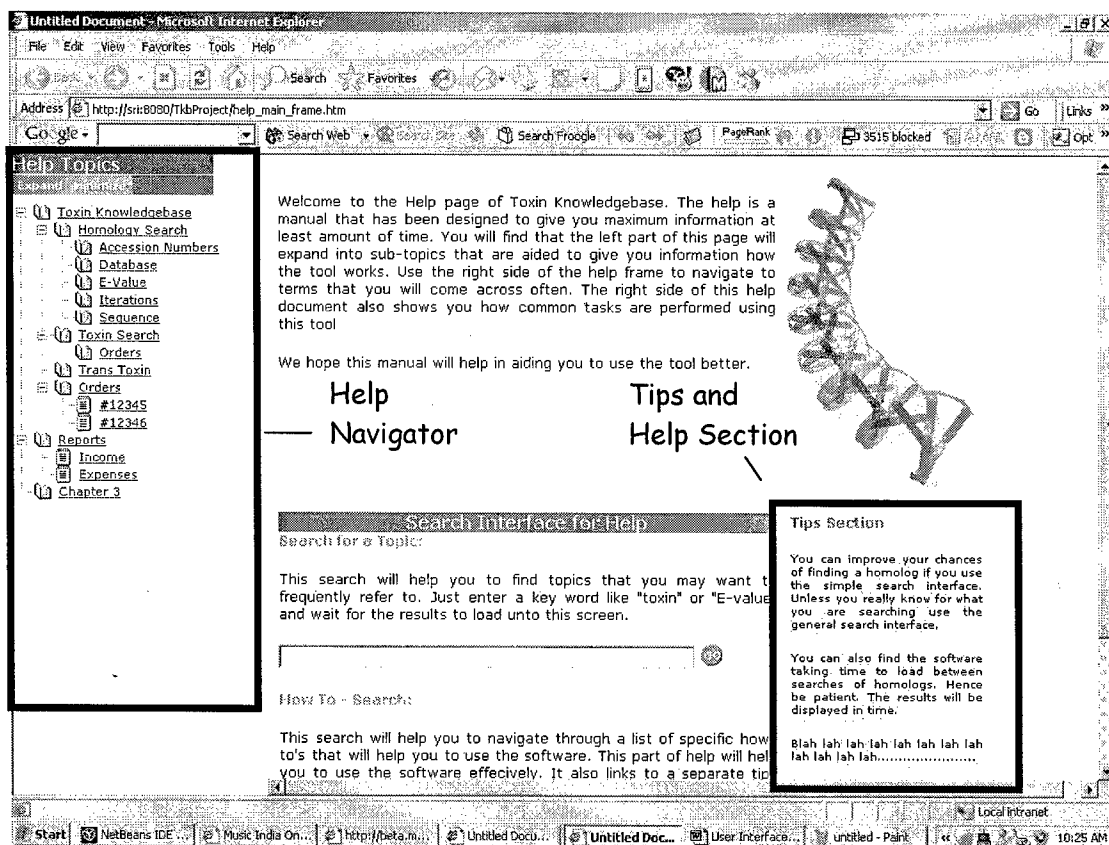 Untitled Document - Microsoft Internet Explorer
File Edit View Favorites Tools Help
Search Favorites
Address http://sri:8080/TkbProject/help_main_frame.htm Go Links »
Google Search Web Search Froogle PageRank 3515 blocked Opt »
Help Topics
Expand
Toxin Knowledgebase
Homology Search
Accession Numbers
Database
E-Value
Iterations
Sequence
Toxin Search
Orders
Trans Toxin
Orders
#12345
#12346
Reports
Income
Expenses
Chapter 3
Welcome to the Help page of Toxin Knowledgebase. The help is a
manual that has been designed to give you maximum information at
least amount of time. You will find that the left part of this page will
expand into sub-topics that are aided to give you information how
the tool works. Use the right side of the help frame to navigate to
terms that you will come across often. The right side of this help
document also shows you how common tasks are performed using
this tool
We hope this manual will help in aiding you to use the tool better.
Help
Navigator
Tips and
Help Section
Search Interface for Help
Search for a Topic:
This search will help you to find topics that you may want t
frequently refer to. Just enter a key word like "toxin" or "E-value
and wait for the results to load unto this screen.
How To - Search:
This search will help you to navigate through a list of specific how
to's that will help you to use the software. This part of help will hel
you to use the software effecively. It also links to a separate tip
Tips Section
You can improve your chances
of finding a homolog if you use
the simple search interface.
Unless you really know for what
you are searching use the
general search interface.
You can also find the software
taking time to load between
searches of homologs. Hence
be patient. The results will be
displayed in time.
Blah lah lah lah lah lah lah lah
lah lah lah lah.......................
Local intranet
Start NetBeans IDE ... Music India On... http://beta.m... Untitled Docu... Untitled Doc... User Interface... untitled - Paint « 10:25 AM